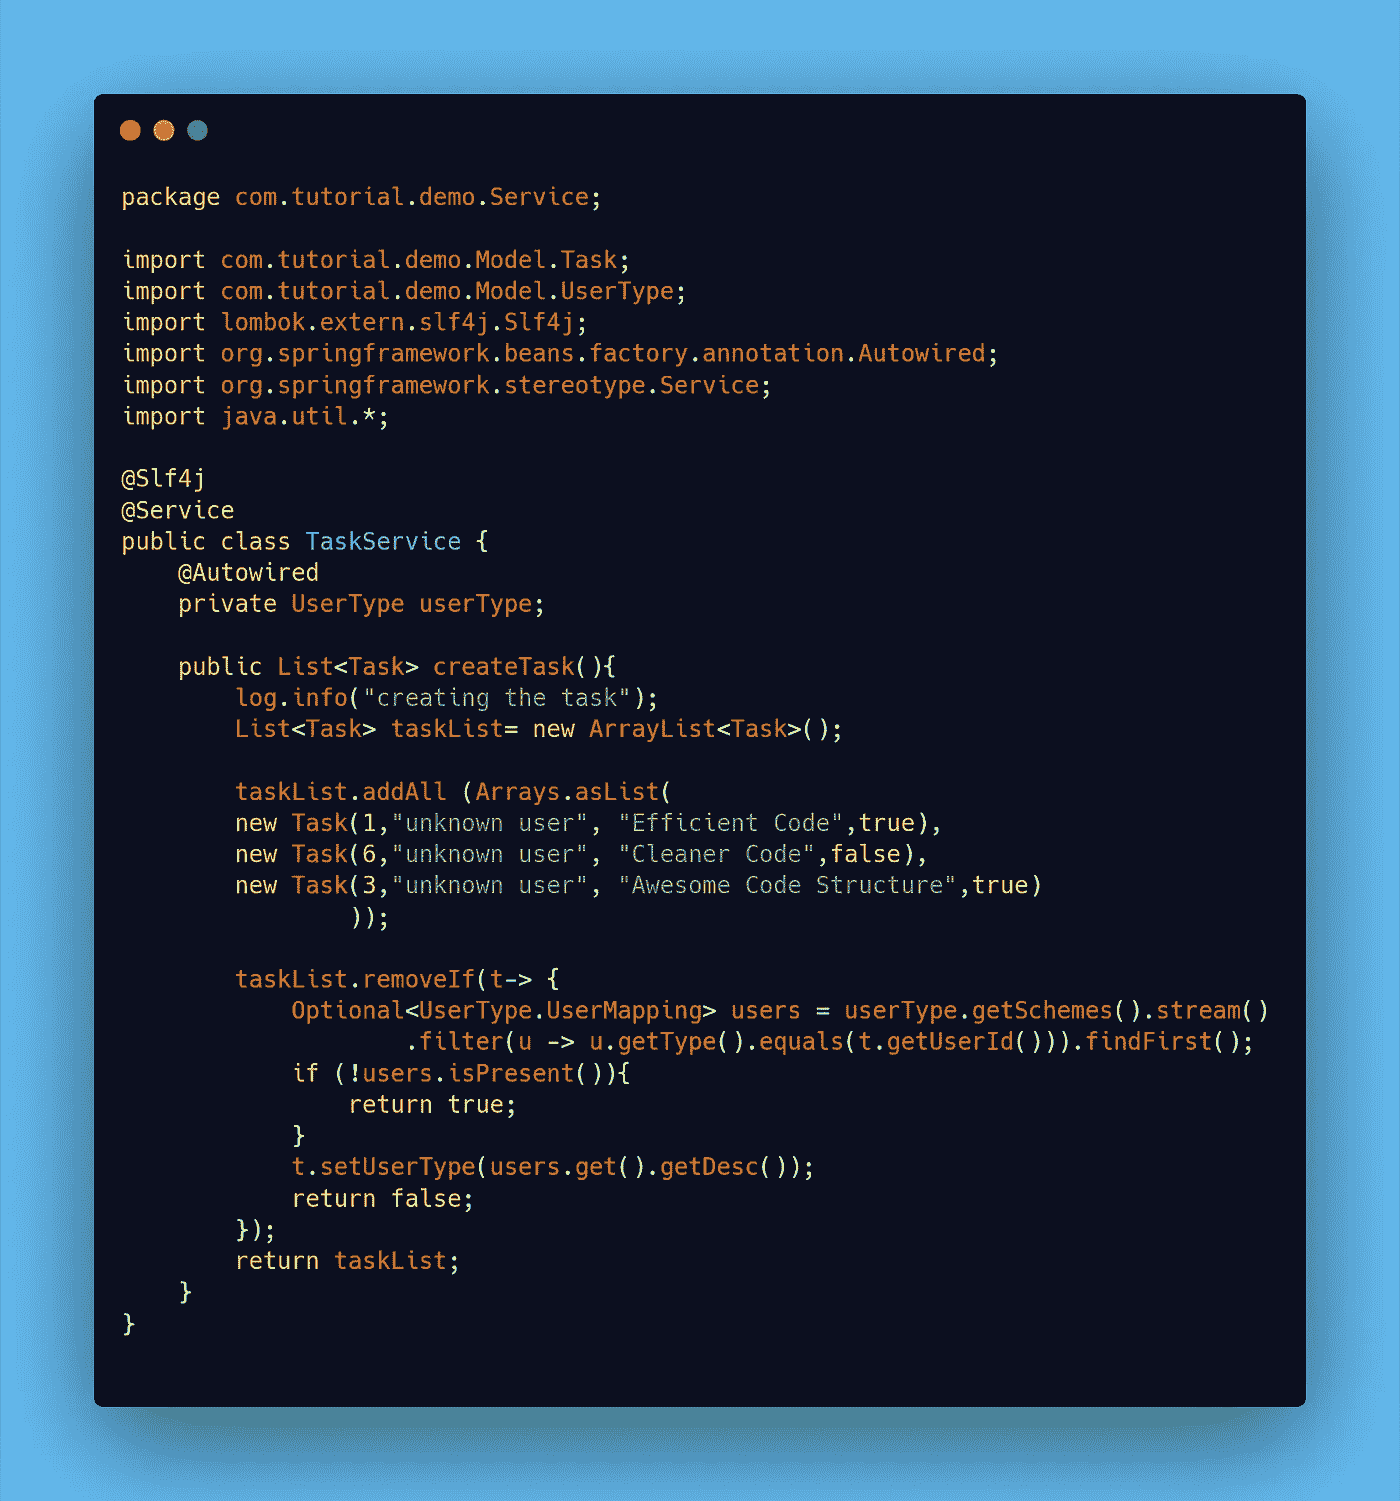 package com.tutorial.demo.Service;

import com.tutorial.demo.Model.Task;
import com.tutorial.demo.Model.UserType;
import lombok.extern.slf4j.Slf4j;
import org.springframework.beans.factory.annotation.Autowired;
import org.springframework.stereotype.Service;
import java.util.*;

@Slf4j
@Service
public class TaskService {
    @Autowired
    private UserType userType;

    public List<Task> createTask(){
        log.info("creating the task");
        List<Task> taskList= new ArrayList<Task>();

        taskList.addAll (Arrays.asList(
        new Task(1,"unknown user", "Efficient Code",true),
        new Task(6,"unknown user", "Cleaner Code",false),
        new Task(3,"unknown user", "Awesome Code Structure",true)
                ));

        taskList.removeIf(t-> {
            Optional<UserType.UserMapping> users = userType.getSchemes().stream()
                    .filter(u -> u.getType().equals(t.getUserId())).findFirst();
            if (!users.isPresent()){
                return true;
            }
            t.setUserType(users.get().getDesc());
            return false;
        });
        return taskList;
    }
}